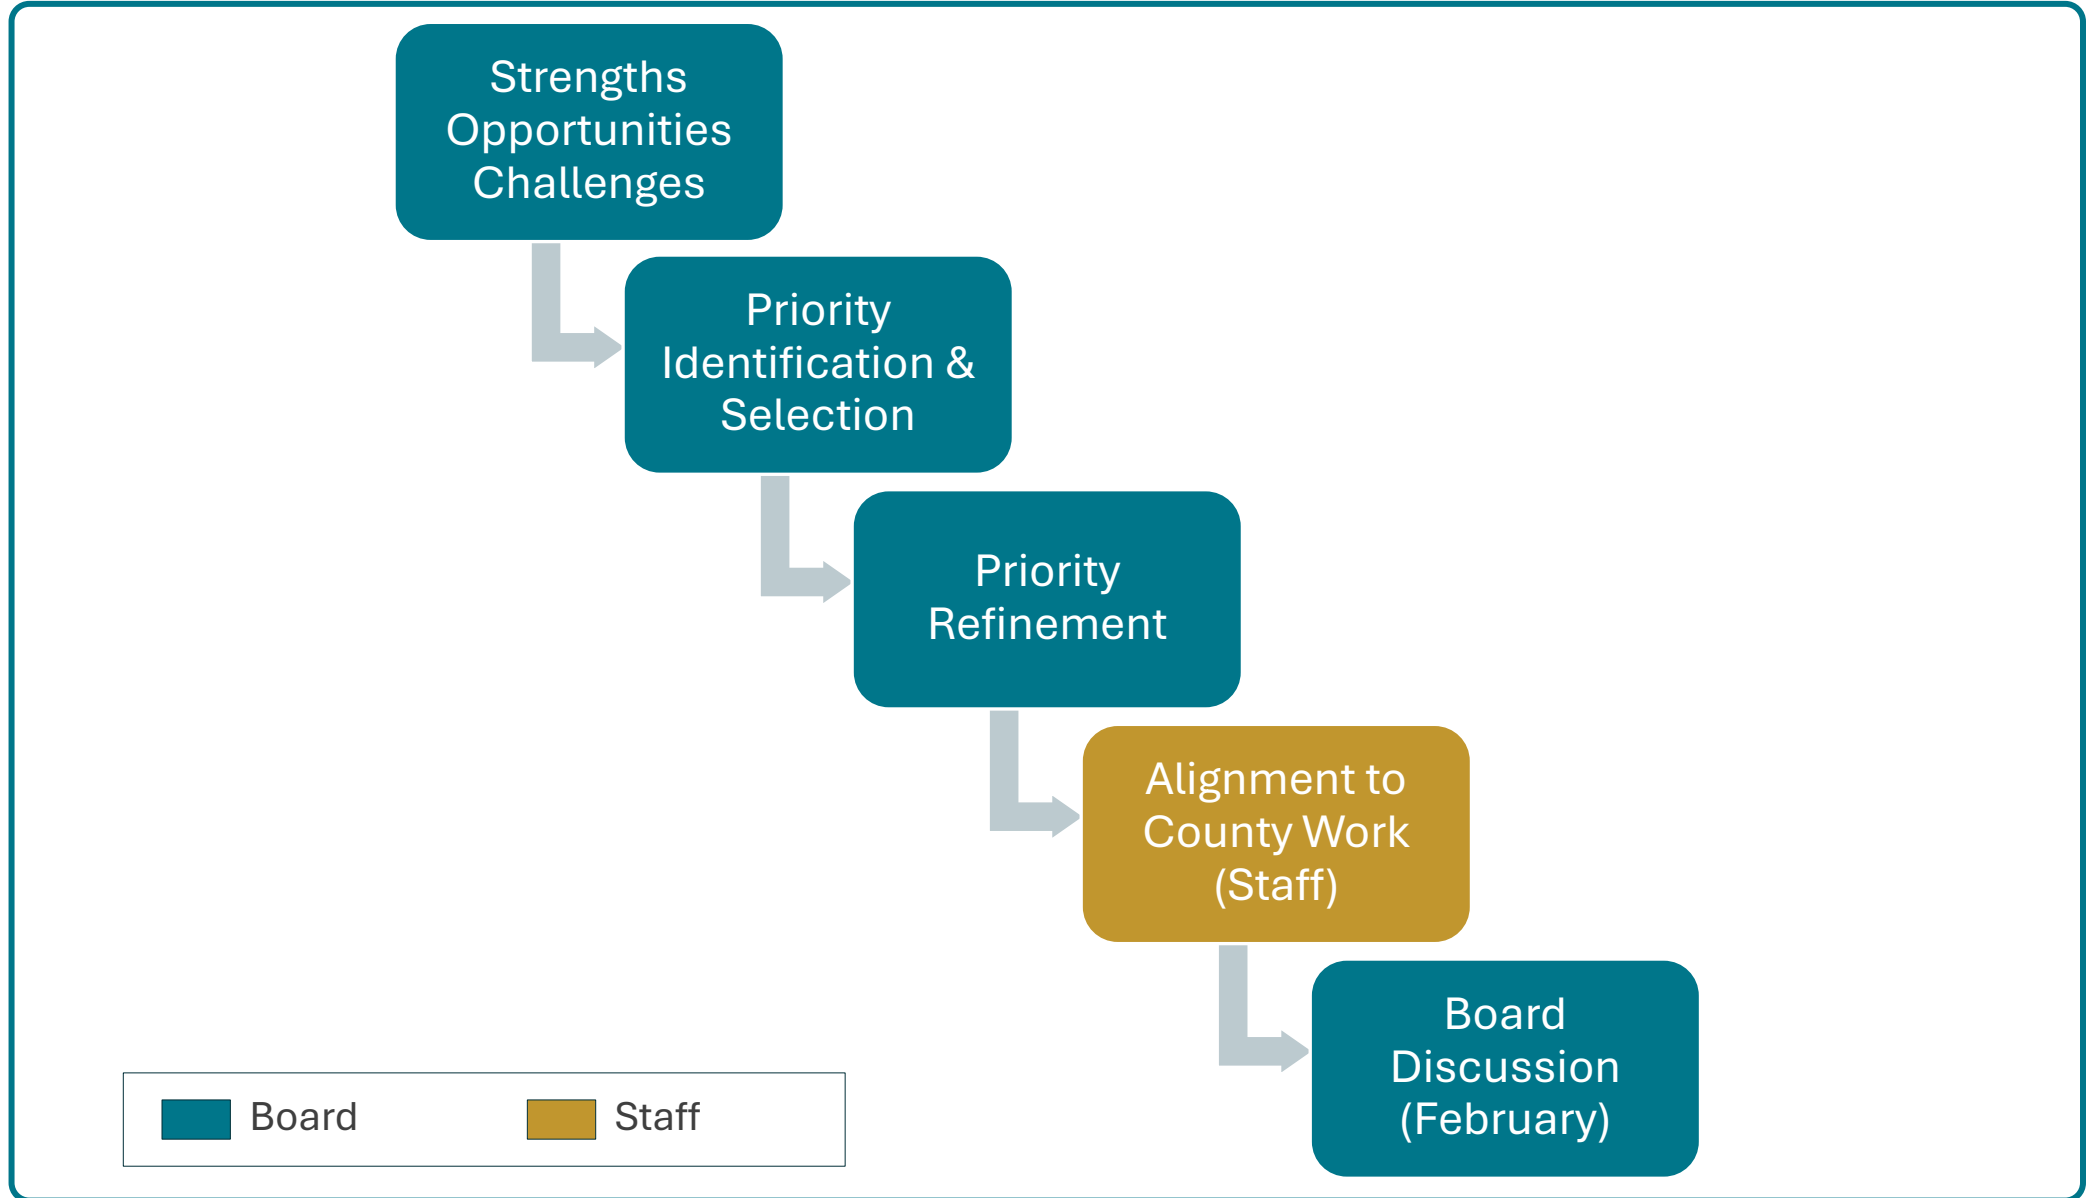 Strengths
Opportunities
Challenges
Priority
Identification &
Selection
Priority
Refinement
Alignment to
County Work
(Staff)
Board
Discussion
(February)
Board
Staff